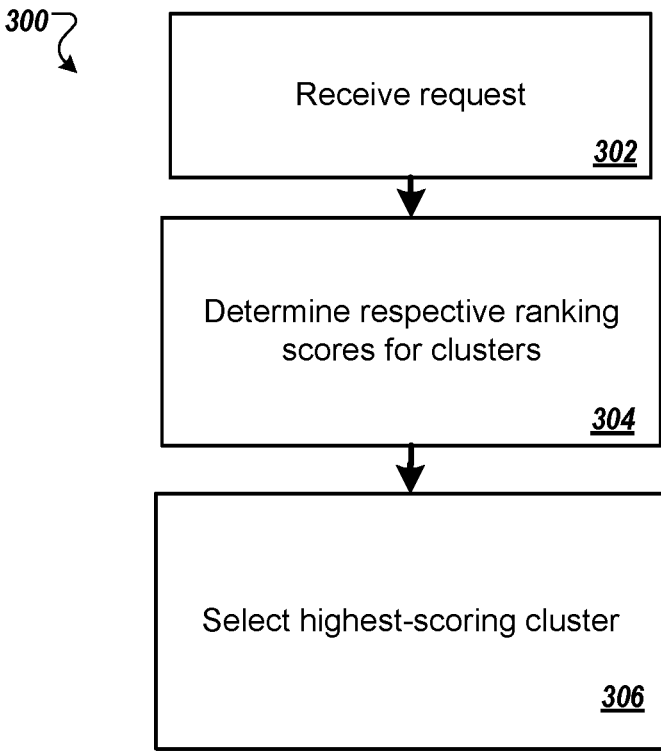 300
Receive request
302
Determine respective ranking
scores for clusters
304
Select highest-scoring cluster
306